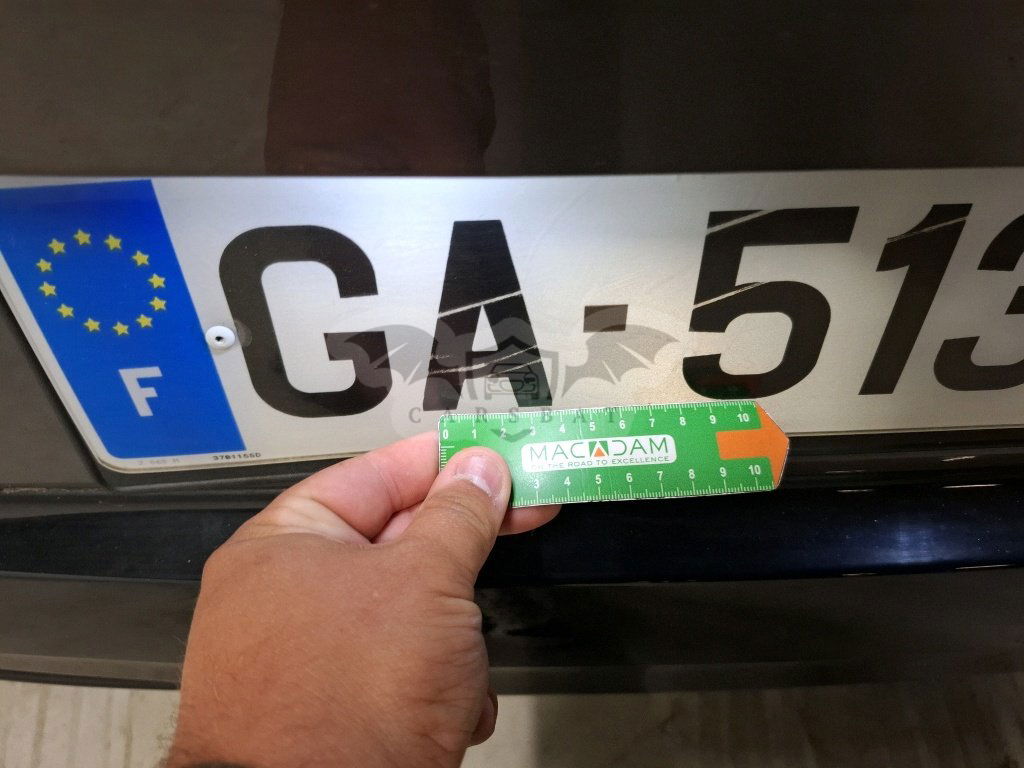 F
GA-513
37B1155D
CARSBAT
0 1 2 3 4 5 6 7 8 9 10
MACADAM
ON THE ROAD TO EXCELLENCE
3 4 5 6 7 8 9 10